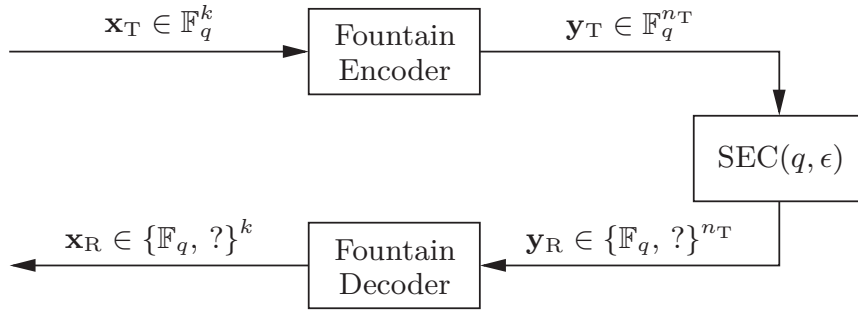 𝐱_T ∈ 𝔽_q^k
Fountain
Encoder
𝐲_T ∈ 𝔽_q^{n_T}
SEC(q, ϵ)
𝐱_R ∈ {𝔽_q, ?}^k
Fountain
Decoder
𝐲_R ∈ {𝔽_q, ?}^{n_T}